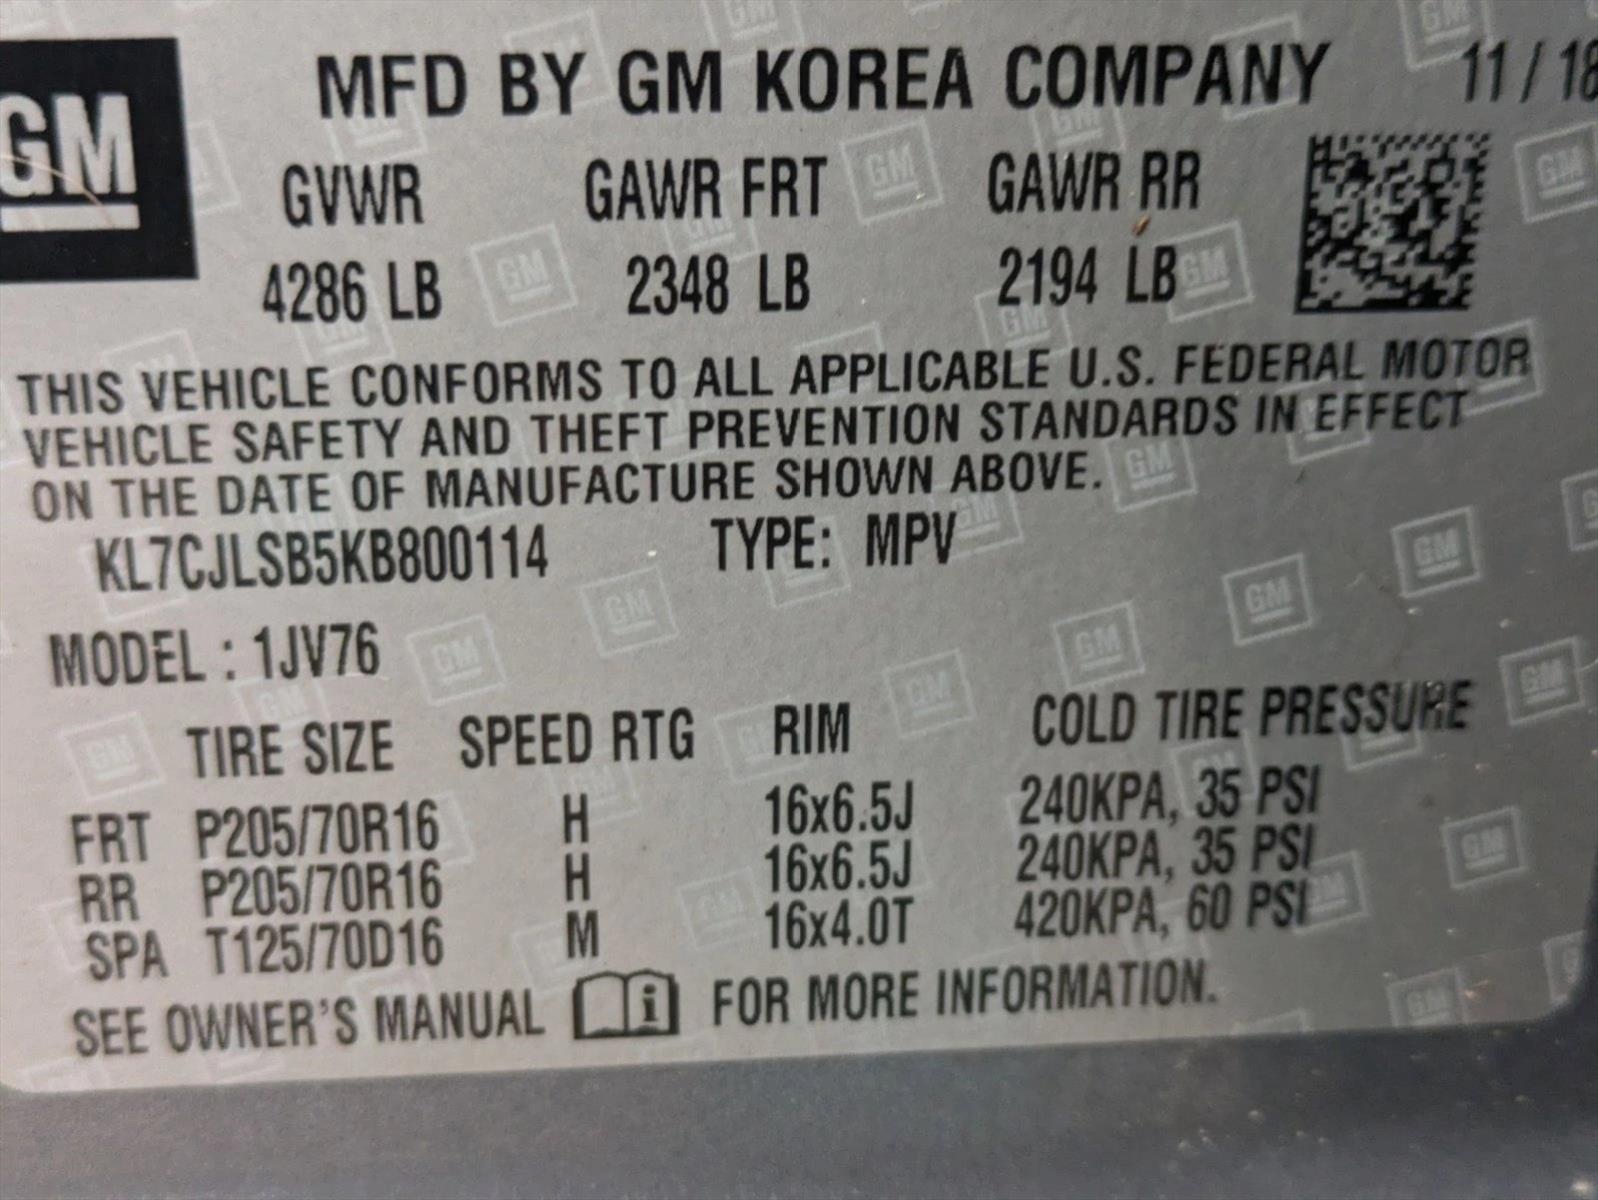 GM
MFD BY GM KOREA COMPANY 11/18
GVWR GAWR FRT GAWR RR
4286 LB 2348 LB 2194 LB
THIS VEHICLE CONFORMS TO ALL APPLICABLE U.S. FEDERAL MOTOR
VEHICLE SAFETY AND THEFT PREVENTION STANDARDS IN EFFECT
ON THE DATE OF MANUFACTURE SHOWN ABOVE.
KL7CJLSB5KB800114 TYPE: MPV
MODEL : 1JV76
TIRE SIZE SPEED RTG RIM COLD TIRE PRESSURE
FRT P205/70R16 H 16x6.5J 240KPA, 35 PSI
RR P205/70R16 H 16x6.5J 240KPA, 35 PSI
SPA T125/70D16 M 16x4.0T 420KPA, 60 PSI
SEE OWNER'S MANUAL i FOR MORE INFORMATION.